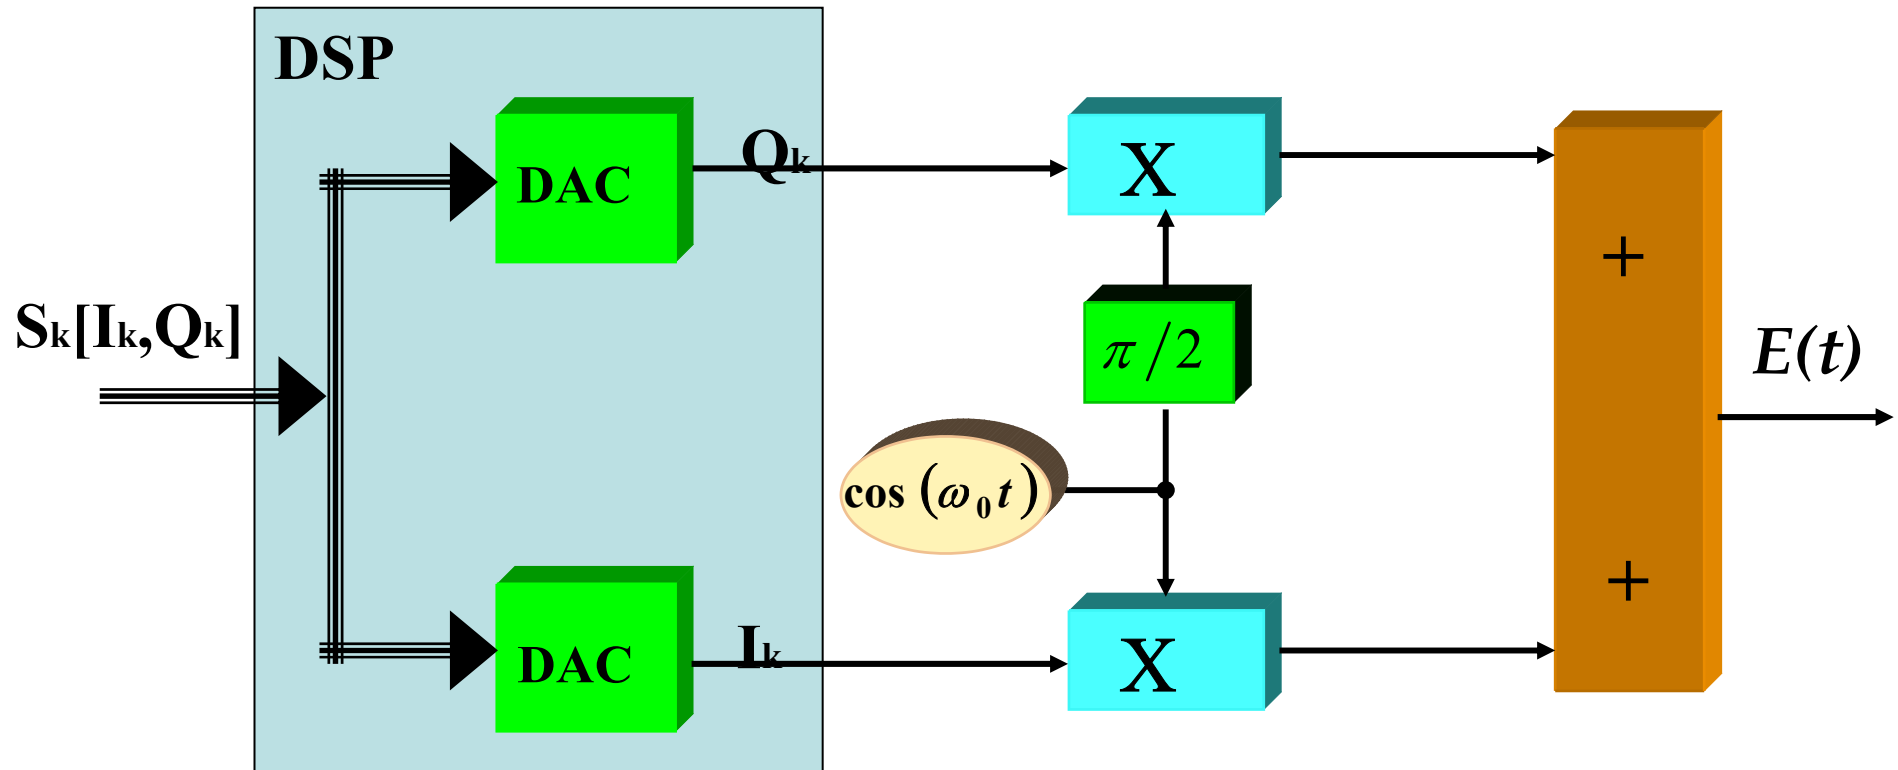 DSP
DAC
Qₖ
X
+
π/2
Sₖ[Iₖ,Qₖ]
E(t)
cos (ω₀t)
+
DAC
Iₖ
X